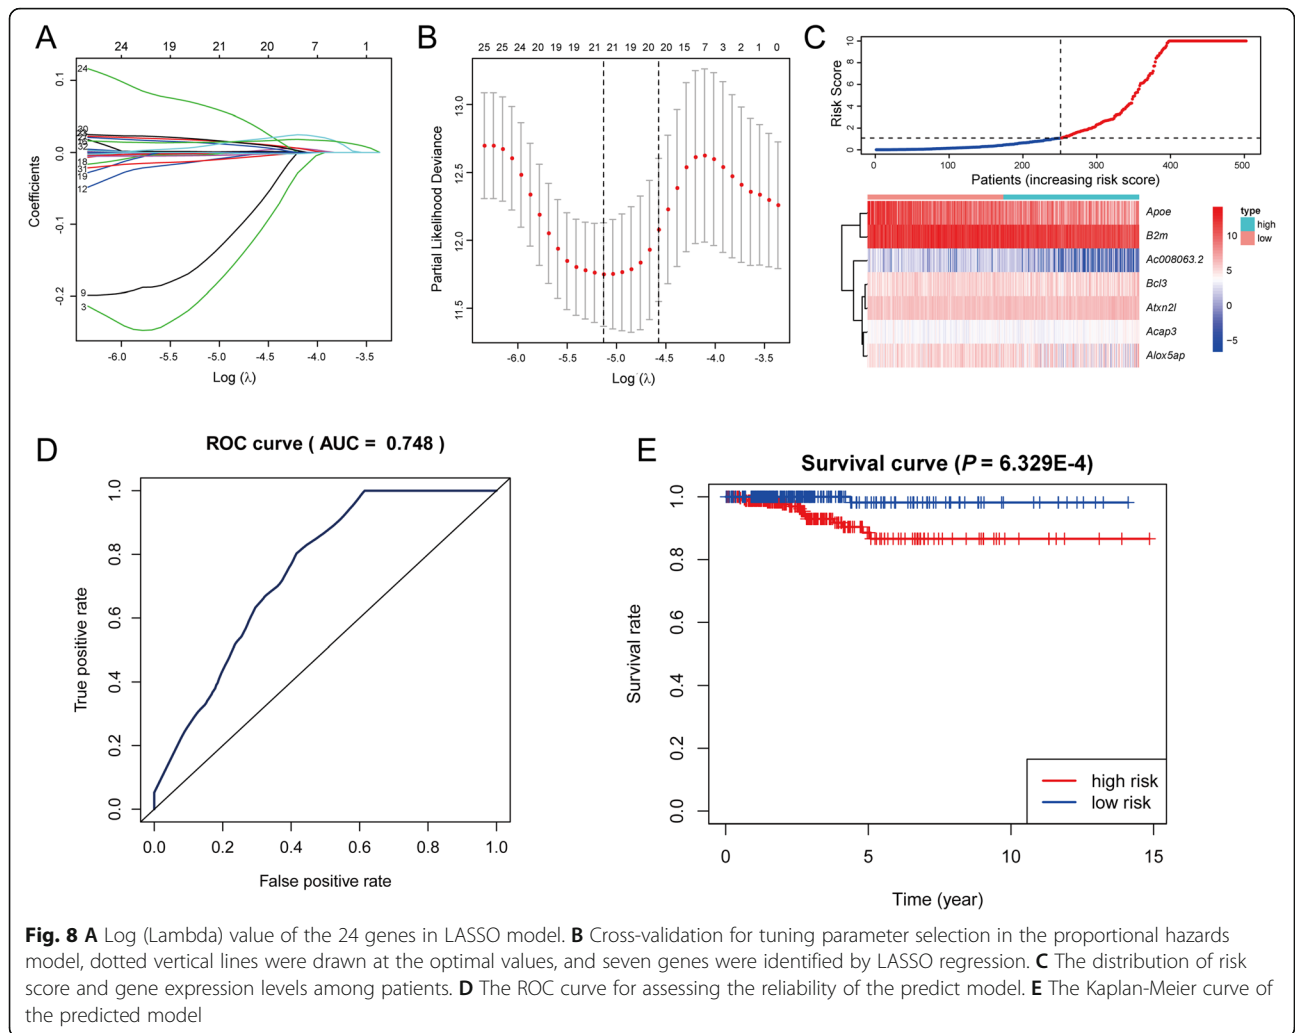 A
24 19 21 20 7 1
Coefficients
0.1
0.0
-0.1
-0.2
24
20
18
31
19
12
9
3
-6.0 -5.5 -5.0 -4.5 -4.0 -3.5
Log (λ)
B
25 25 24 20 19 19 21 21 19 20 20 15 7 3 2 1 0
Partial Likelihood Deviance
13.0
12.5
12.0
11.5
-6.0 -5.5 -5.0 -4.5 -4.0 -3.5
Log (λ)
C
Risk Score
10
8
6
4
2
0
0 100 200 300 400 500
Patients (increasing risk score)
Apoe
B2m
Ac008063.2
Bcl3
Atxn2l
Acap3
Alox5ap
10
5
0
−5
type
high
low
D
ROC curve ( AUC = 0.748 )
True positive rate
1.0
0.8
0.6
0.4
0.2
0.0
0.0 0.2 0.4 0.6 0.8 1.0
False positive rate
E
Survival curve (P = 6.329E-4)
Survival rate
1.0
0.8
0.6
0.4
0.2
0.0
high risk
low risk
0 5 10 15
Time (year)
Fig. 8 A Log (Lambda) value of the 24 genes in LASSO model. B Cross-validation for tuning parameter selection in the proportional hazards
model, dotted vertical lines were drawn at the optimal values, and seven genes were identified by LASSO regression. C The distribution of risk
score and gene expression levels among patients. D The ROC curve for assessing the reliability of the predict model. E The Kaplan-Meier curve of
the predicted model